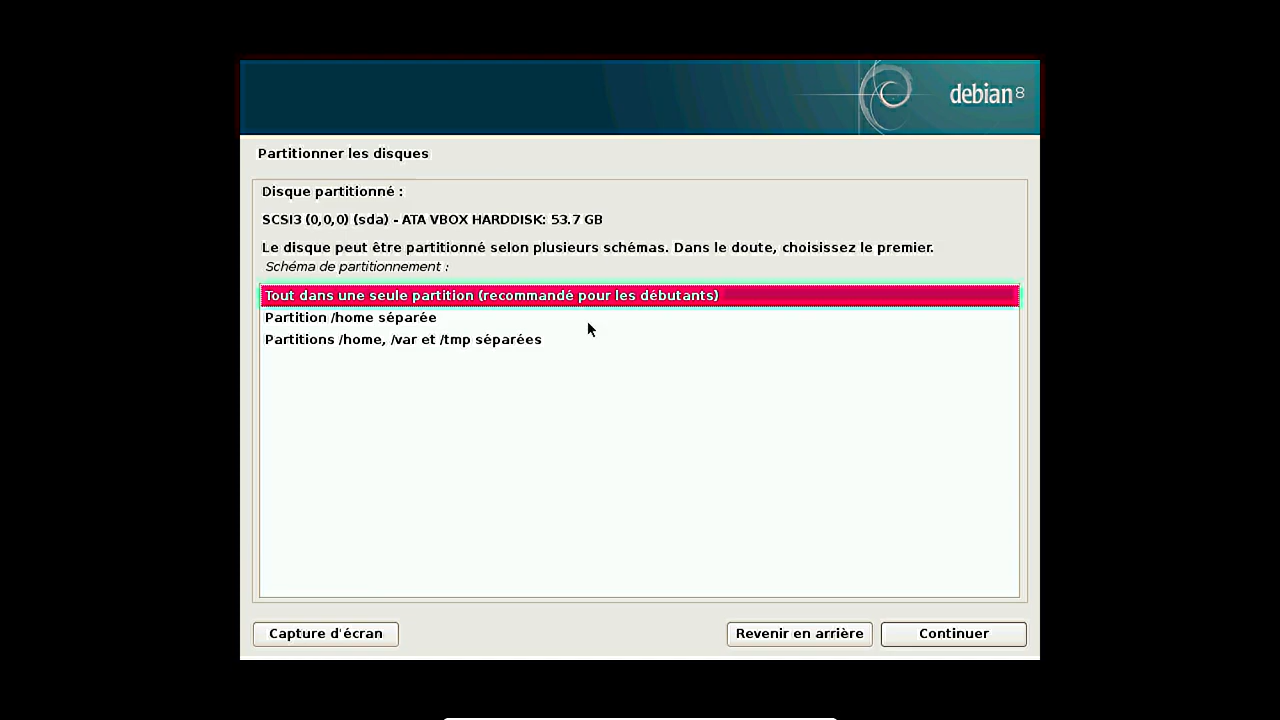 debian 8
Partitionner les disques
Disque partitionné :
SCSI3 (0,0,0) (sda) - ATA VBOX HARDDISK: 53.7 GB
Le disque peut être partitionné selon plusieurs schémas. Dans le doute, choisissez le premier.
Schéma de partitionnement :
Tout dans une seule partition (recommandé pour les débutants)
Partition /home séparée
Partitions /home, /var et /tmp séparées
Capture d'écran
Revenir en arrière
Continuer